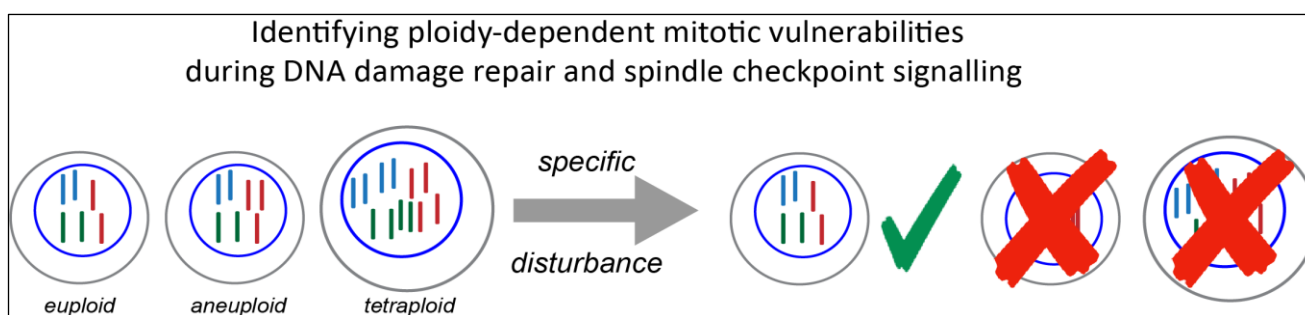 Identifying ploidy-dependent mitotic vulnerabilities
during DNA damage repair and spindle checkpoint signalling
specific
disturbance
euploid
aneuploid
tetraploid